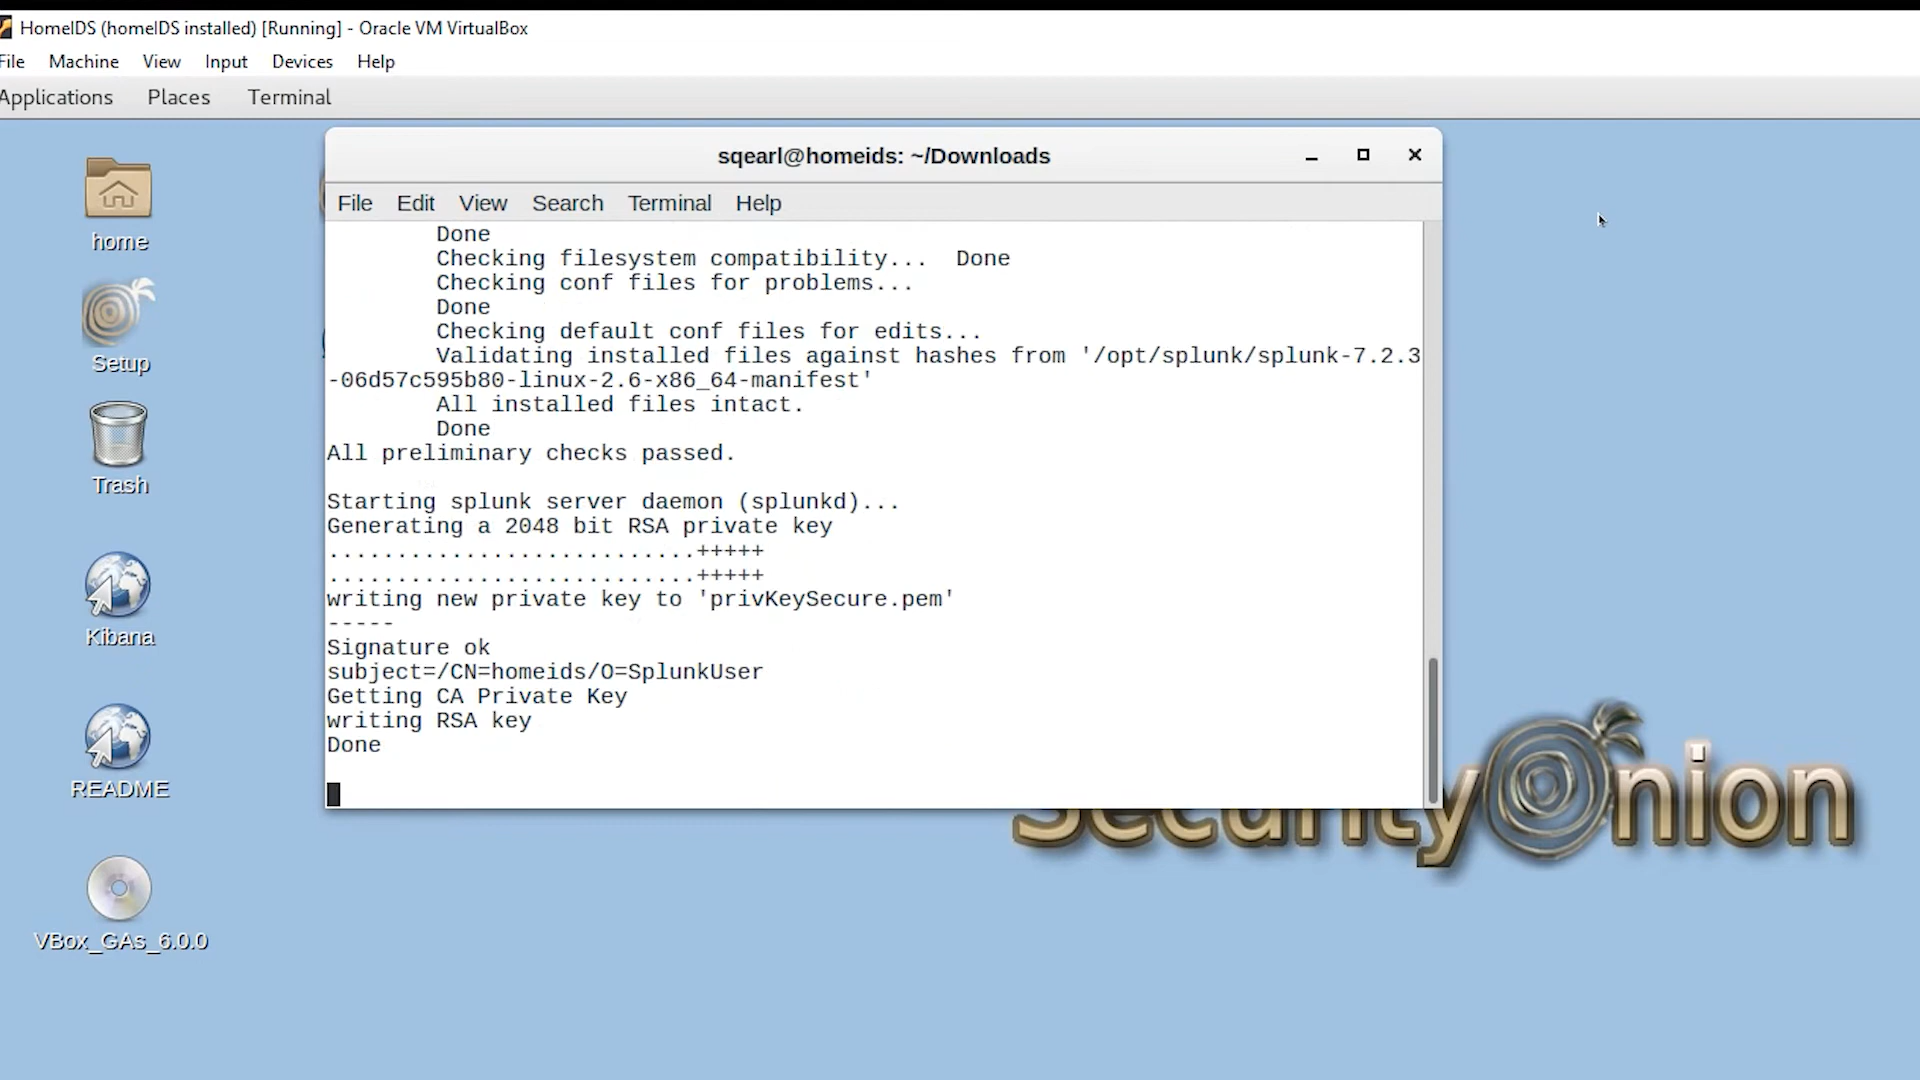 HomeIDS (homeIDS installed) [Running] - Oracle VM VirtualBox
File Machine View Input Devices Help
Applications Places Terminal
sqearl@homeids: ~/Downloads
File Edit View Search Terminal Help
Done
Checking filesystem compatibility... Done
Checking conf files for problems...
Done
Checking default conf files for edits...
Validating installed files against hashes from '/opt/splunk/splunk-7.2.3
-06d57c595b80-linux-2.6-x86_64-manifest'
All installed files intact.
Done
All preliminary checks passed.
Starting splunk server daemon (splunkd)...
Generating a 2048 bit RSA private key
...........................+++++
...........................+++++
writing new private key to 'privKeySecure.pem'
-----
Signature ok
subject=/CN=homeids/O=SplunkUser
Getting CA Private Key
writing RSA key
Done
home
Setup
Trash
Kibana
README
VBox_GAs_6.0.0
Security Onion